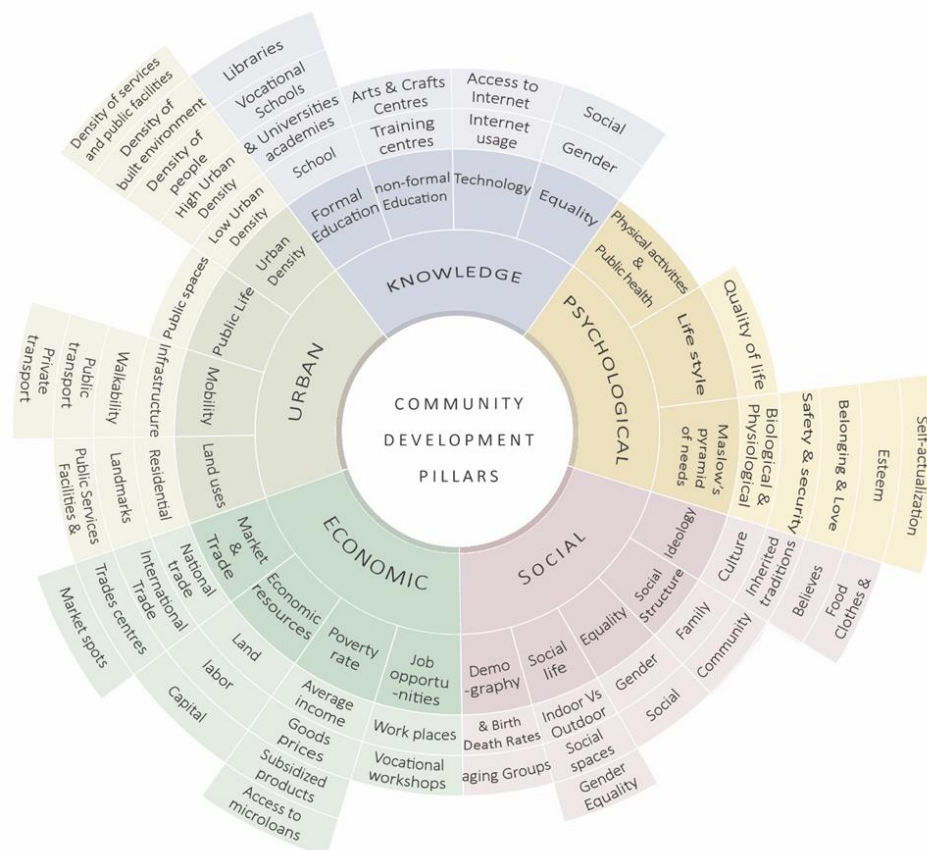 COMMUNITY
DEVELOPMENT
PILLARS
KNOWLEDGE
Formal
Education
non-formal
Education
Technology
Equality
School
& Universities
academies
Vocational
Schools
Libraries
Training
centres
Arts & Crafts
Centres
Internet
usage
Access to
Internet
Gender
Social
PSYCHOLOGICAL
Physical activities
&
Public health
Life style
Quality of life
Maslow's
pyramid
of needs
Biological &
Physiological
Safety & security
Belonging & Love
Esteem
Self-actualization
SOCIAL
Ideology
Culture
Inherited
traditions
Believes
Food
Clothes &
Social
Structure
Family
Community
Equality
Gender
Social
Social
life
Indoor Vs
Outdoor
Social
spaces
Gender
Equality
Demo
-graphy
& Birth
Death Rates
aging Groups
ECONOMIC
Job
opportu
-nities
Work places
Vocational
workshops
Poverty
rate
Average
income
Goods
prices
Subsidized
products
Access to
microloans
Economic
resources
Land
labor
Capital
Market
&
Trade
National
trade
International
Trade
Trades centres
Market spots
URBAN
Land uses
Residential
Landmarks
Public Services
Facilities &
Mobility
Infrastructure
Walkability
Public
transport
Private
transport
Public Life
Public spaces
Urban
Density
Low Urban
Density
High Urban
Density
Density of
people
Density of
built environment
Density of services
and public facilities